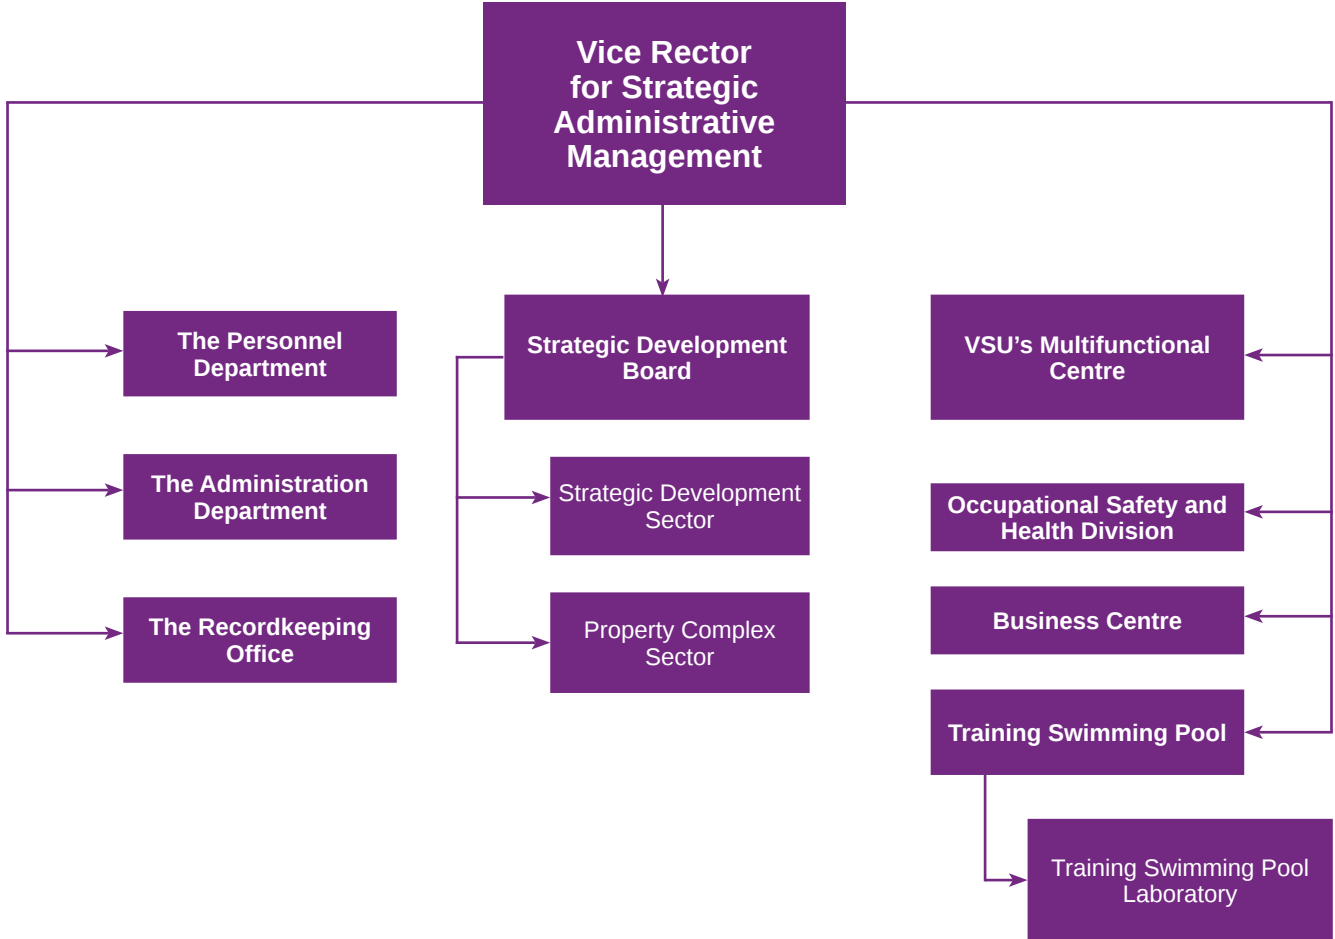 Vice Rector
for Strategic
Administrative
Management
The Personnel
Department
The Administration
Department
The Recordkeeping
Office
Strategic Development
Board
Strategic Development
Sector
Property Complex
Sector
VSU’s Multifunctional
Centre
Occupational Safety and
Health Division
Business Centre
Training Swimming Pool
Training Swimming Pool
Laboratory